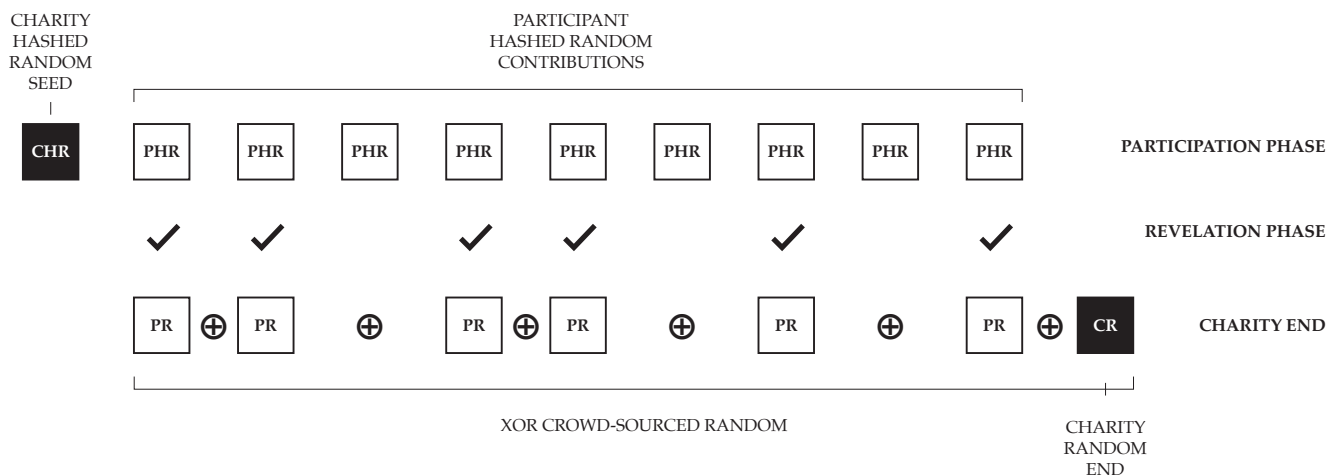 CHARITY
HASHED
RANDOM
SEED
PARTICIPANT
HASHED RANDOM
CONTRIBUTIONS
CHR PHR PHR PHR PHR PHR PHR PHR PHR PHR PARTICIPATION PHASE
REVELATION PHASE
PR ⊕ PR ⊕ PR ⊕ PR ⊕ PR ⊕ PR ⊕ CR CHARITY END
XOR CROWD-SOURCED RANDOM
CHARITY
RANDOM
END